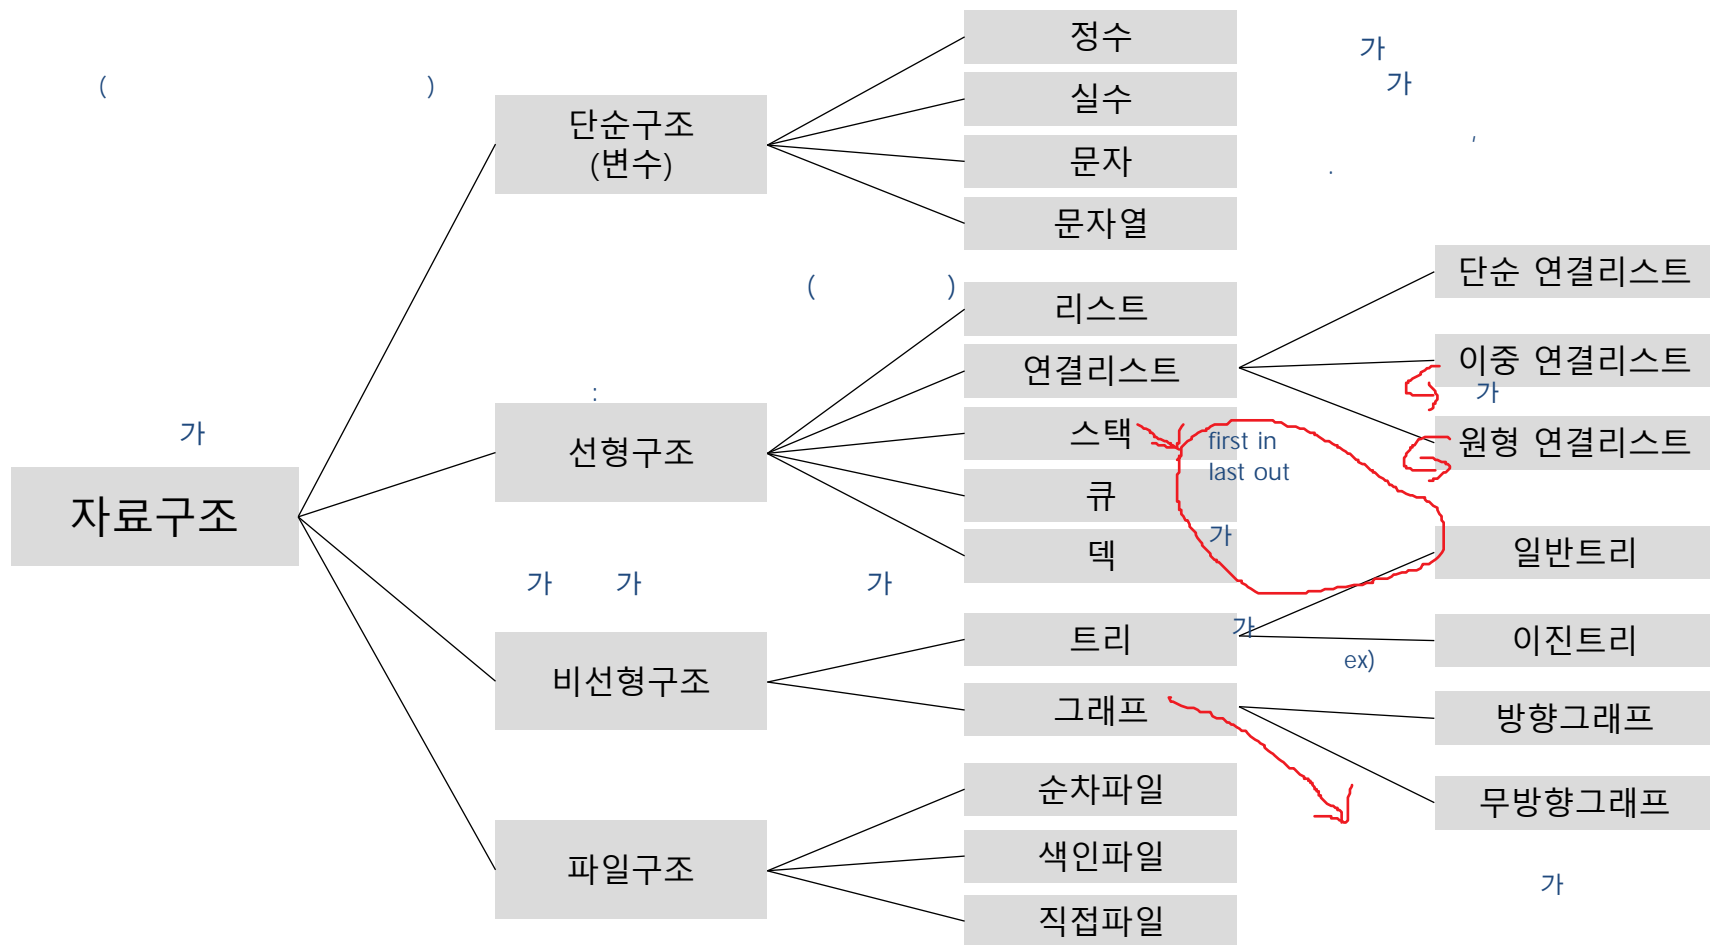 정수
가
가
(
)
실수
단순구조
(변수)
,
문자
.
문자열
단순 연결리스트
(
)
리스트
이중 연결리스트
연결리스트
:
가
가
선형구조
스택
first in
last out
원형 연결리스트
자료구조
큐
가
덱
일반트리
가
가
가
트리
가
이진트리
ex)
비선형구조
그래프
방향그래프
순차파일
무방향그래프
파일구조
색인파일
가
직접파일